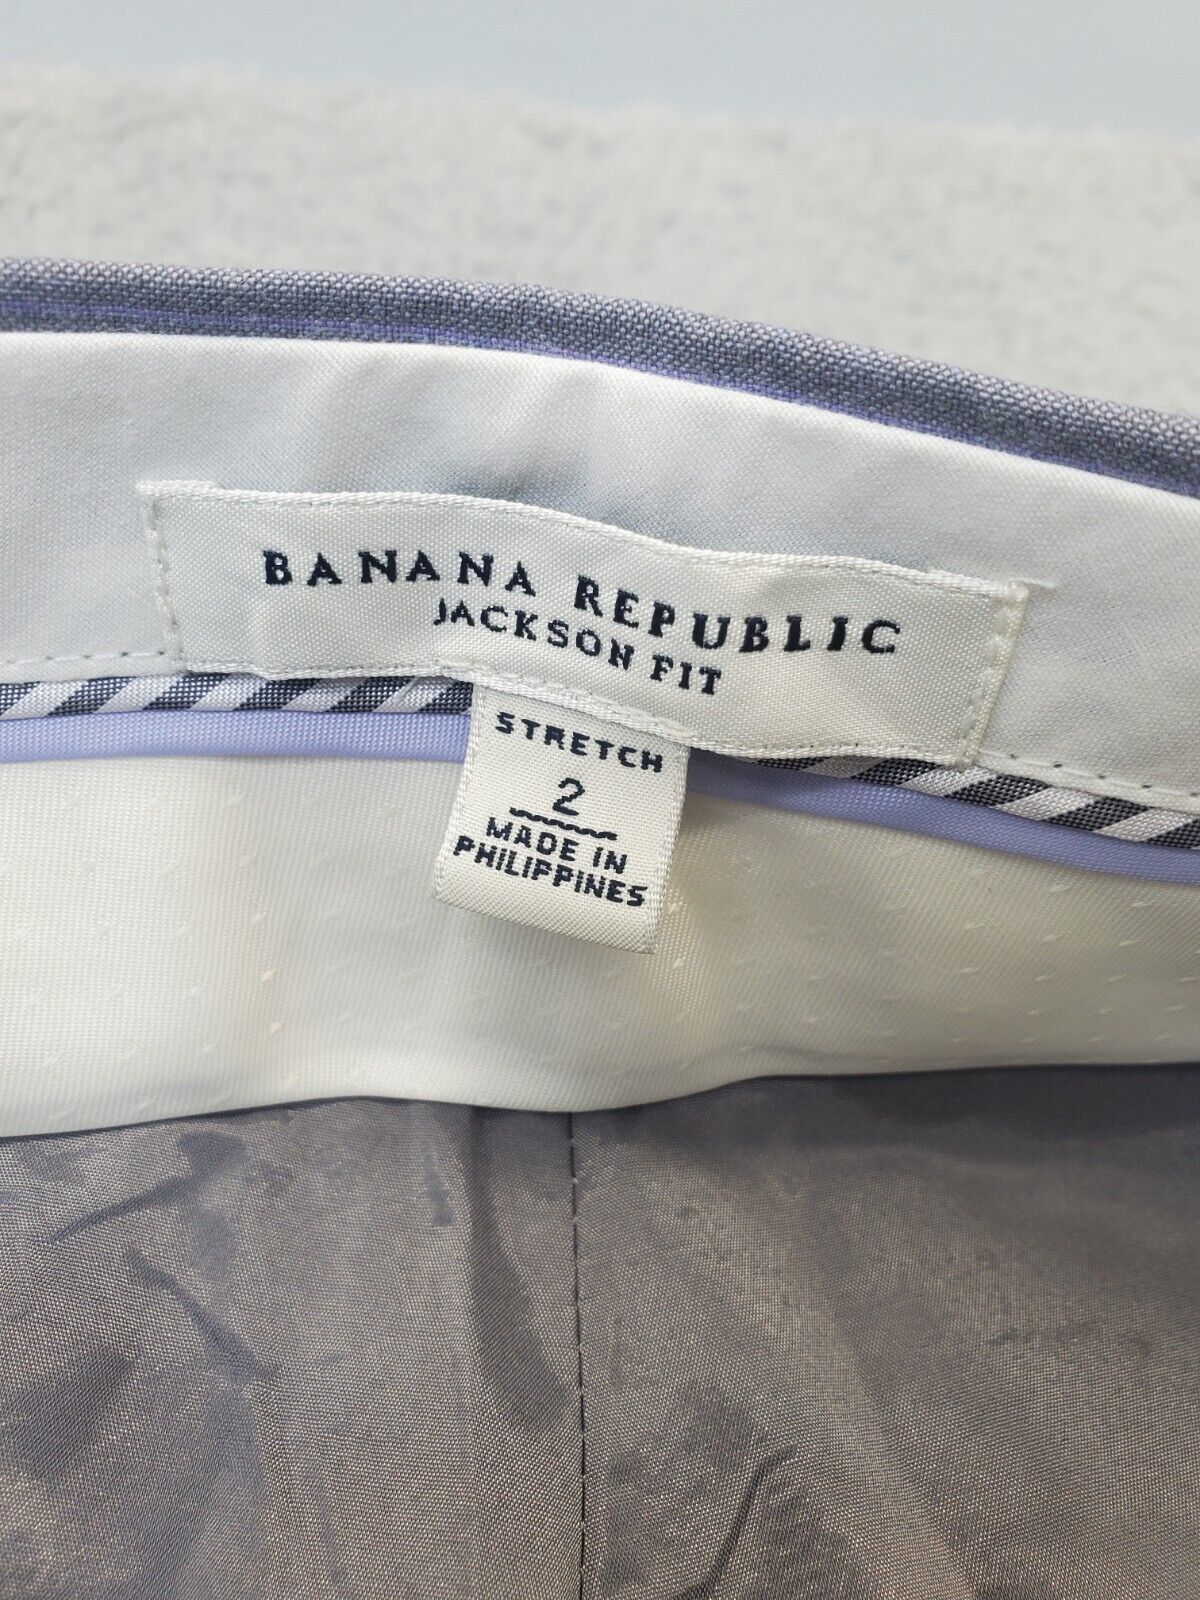 BANANA REPUBLIC
JACKSON FIT
STRETCH
2
MADE IN
PHILIPPINES